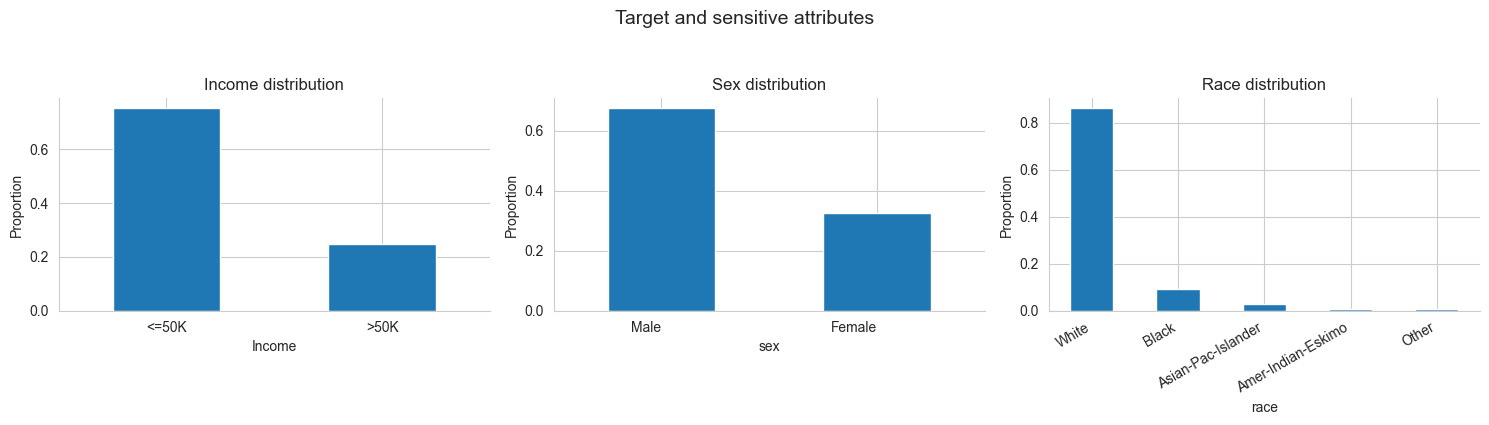 Target and sensitive attributes
Income distribution
Proportion
0.6
0.4
0.2
0.0
<=50K
>50K
Income
Sex distribution
Proportion
0.6
0.4
0.2
0.0
Male
Female
sex
Race distribution
Proportion
0.8
0.6
0.4
0.2
0.0
White
Black
Asian-Pac-Islander
Amer-Indian-Eskimo
Other
race